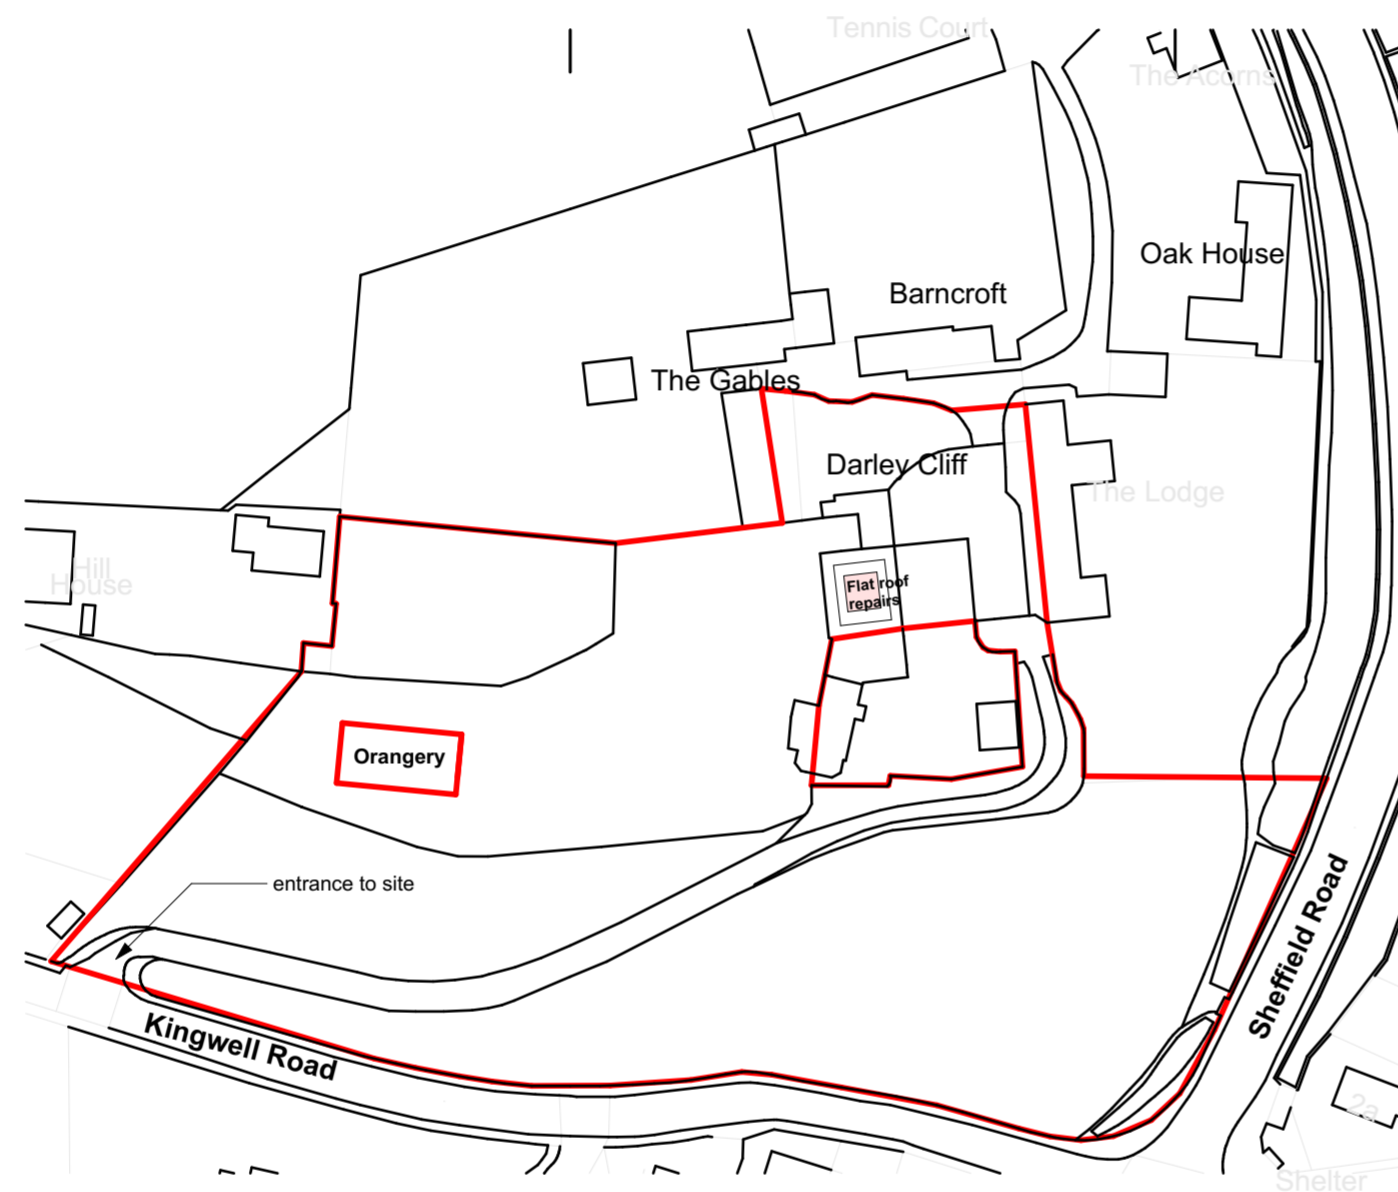 Tennis Court
The Acorns
Oak House
Barncroft
The Gables
Darley Cliff
The Lodge
Hill
House
Flat roof
repairs
Orangery
entrance to site
Kingwell Road
Sheffield Road
2a
Shelter